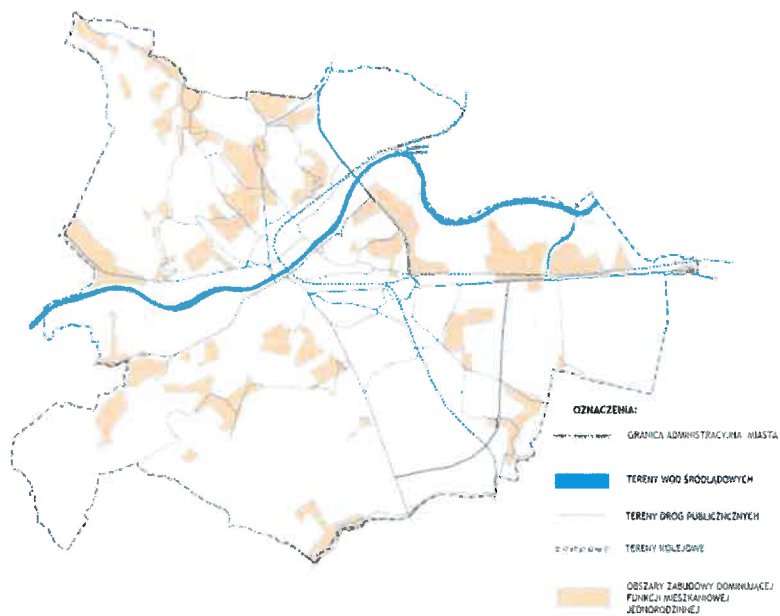 OZNACZENIA:
GRANICA ADMINISTRACYJNA MIASTA
TERENY WÓD ŚRÓDLĄDOWYCH
TERENY DRÓG PUBLICZNYCH
TERENY KOLEJOWE
OBSZARY ZABUDOWY DOMINUJĄCEJ
FUNKCJI MIESZKANIOWEJ
JEDNORODZINNEJ